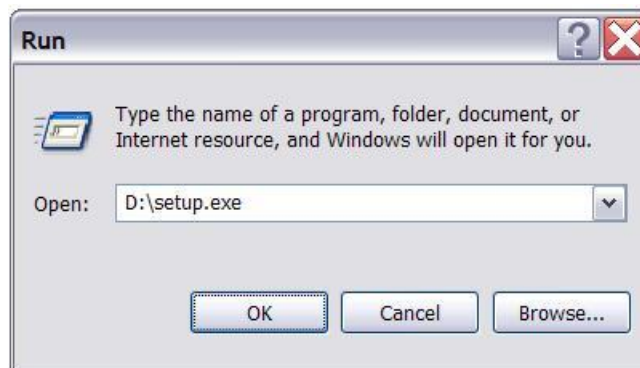 Run
Type the name of a program, folder, document, or
Internet resource, and Windows will open it for you.
Open: D:\setup.exe
OK Cancel Browse...